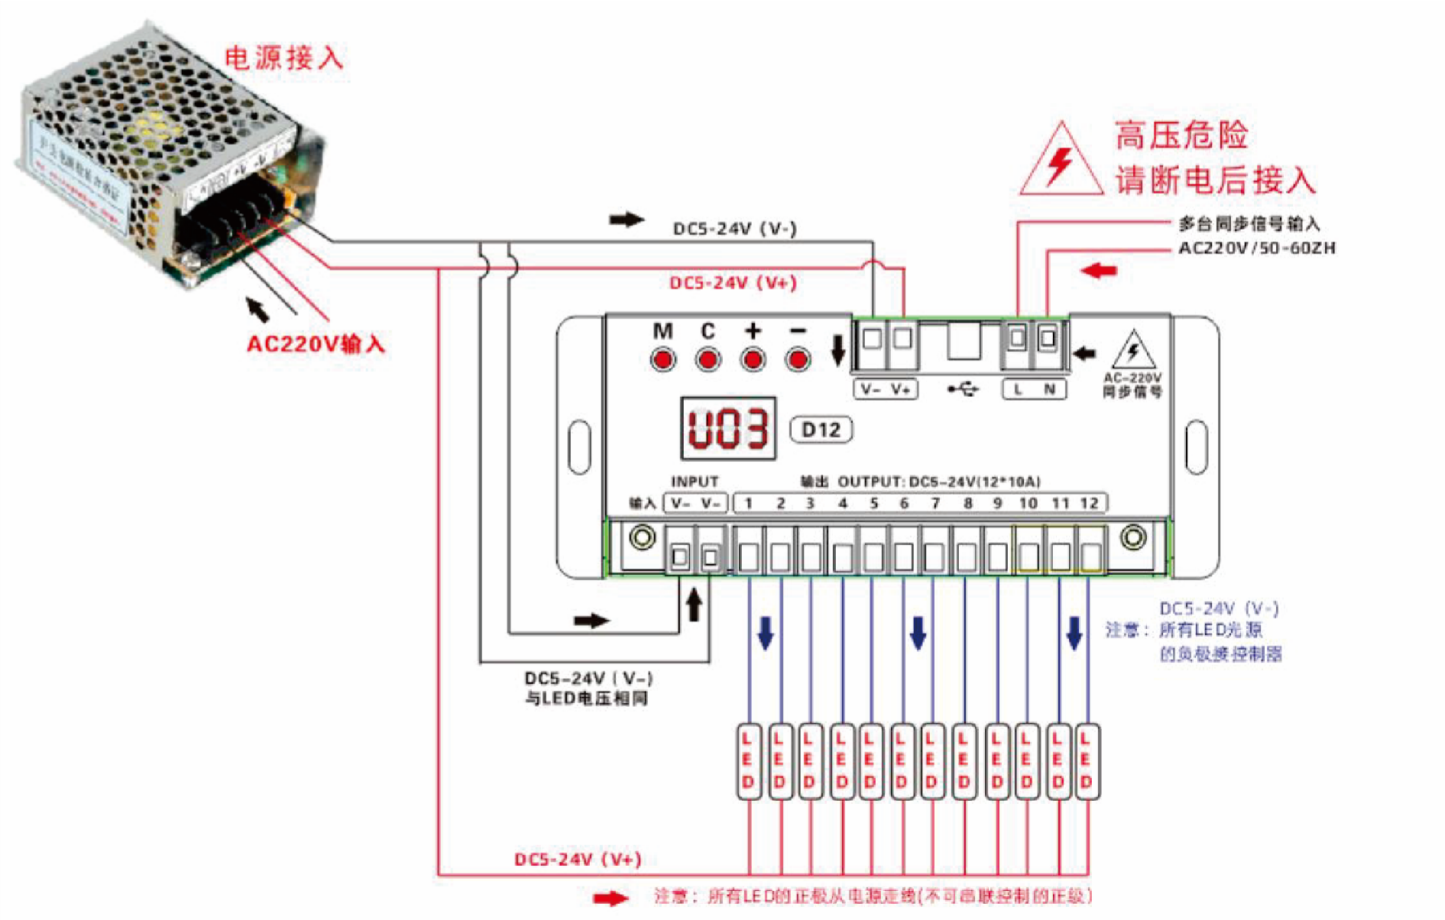 电源接入
高压危险
请断电后接入
多台同步信号输入
DC5-24V (V-)
AC220V/50-60ZH
DC5-24V (V+)
AC220V输入
M C + −
V− V+ L N
AC-220V
同步信号
U03
D12
INPUT
输出 OUTPUT: DC5-24V(12*10A)
输入 V− V− 1 2 3 4 5 6 7 8 9 10 11 12
DC5-24V (V-)
注意：所有LED光源
的负极接控制器
DC5-24V ( V-)
与LED电压相同
LED LED LED LED LED LED LED LED LED LED LED LED
DC5-24V (V+)
注意：所有LED的正极从电源走线(不可串联控制的正级)